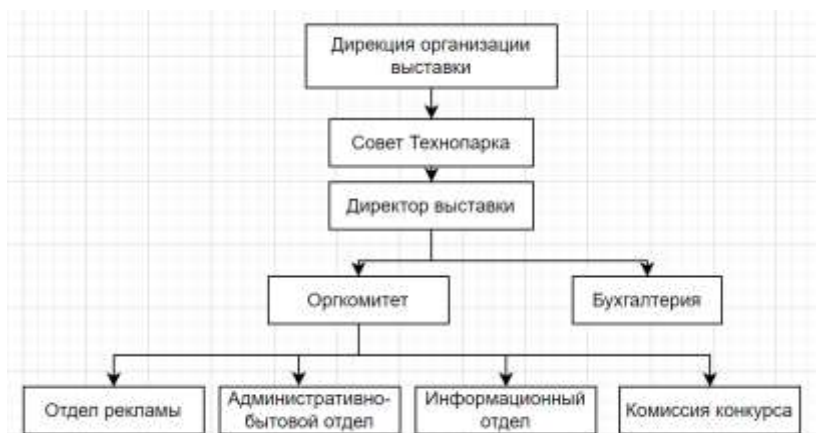 Дирекция организации
выставки
Совет Технопарка
Директор выставки
Оргкомитет
Бухгалтерия
Отдел рекламы
Административно-
бытовой отдел
Информационный
отдел
Комиссия конкурса